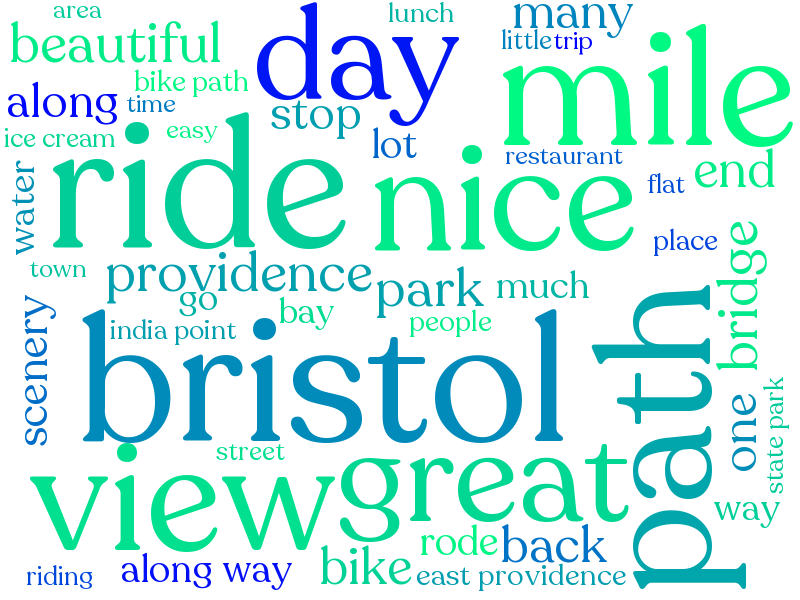 area
lunch
many
beautiful
day
little
trip
mile
bike path
along
time
stop
ice cream
easy
lot
ride
nice
restaurant
end
water
flat
place
town
providence
park
much
bridge
go
bay
scenery
india point
people
bristol
path
one
state park
street
view
great
way
rode
back
riding
along way
bike
east providence